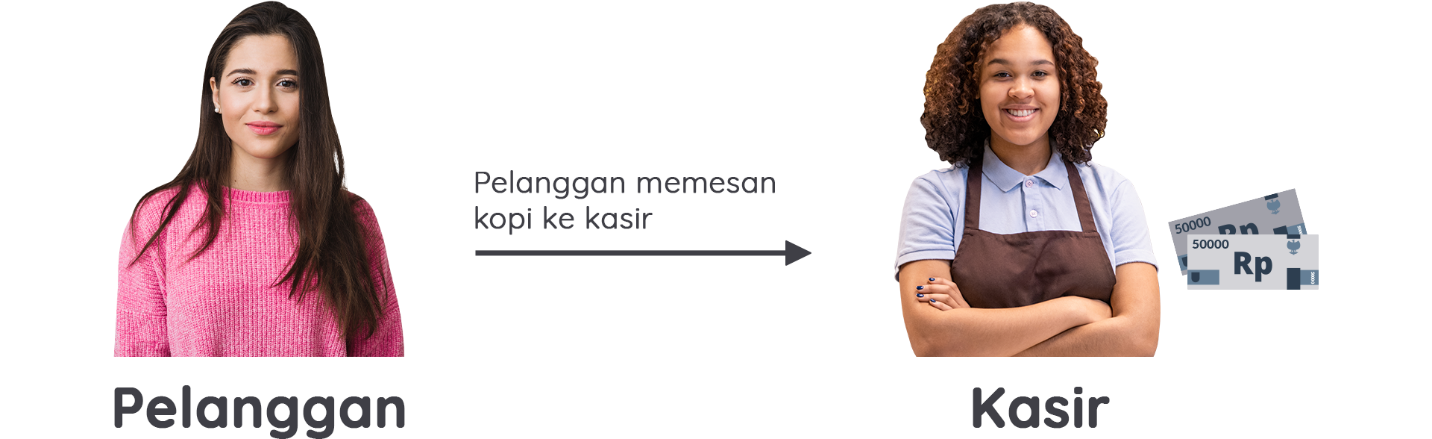 Pelanggan memesan
kopi ke kasir
50000
Rp
50000
Rp
Pelanggan
Kasir